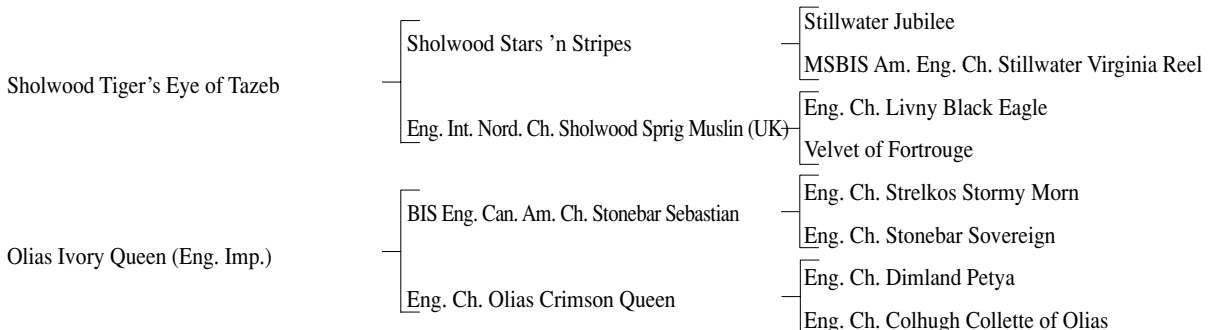 Stillwater Jubilee
Sholwood Stars ’n Stripes
MSBIS Am. Eng. Ch. Stillwater Virginia Reel
Sholwood Tiger’s Eye of Tazeb
Eng. Ch. Livny Black Eagle
Eng. Int. Nord. Ch. Sholwood Sprig Muslin (UK)
Velvet of Fortrouge
Eng. Ch. Strelkos Stormy Morn
BIS Eng. Can. Am. Ch. Stonebar Sebastian
Eng. Ch. Stonebar Sovereign
Olias Ivory Queen (Eng. Imp.)
Eng. Ch. Dimland Petya
Eng. Ch. Olias Crimson Queen
Eng. Ch. Colhugh Collette of Olias